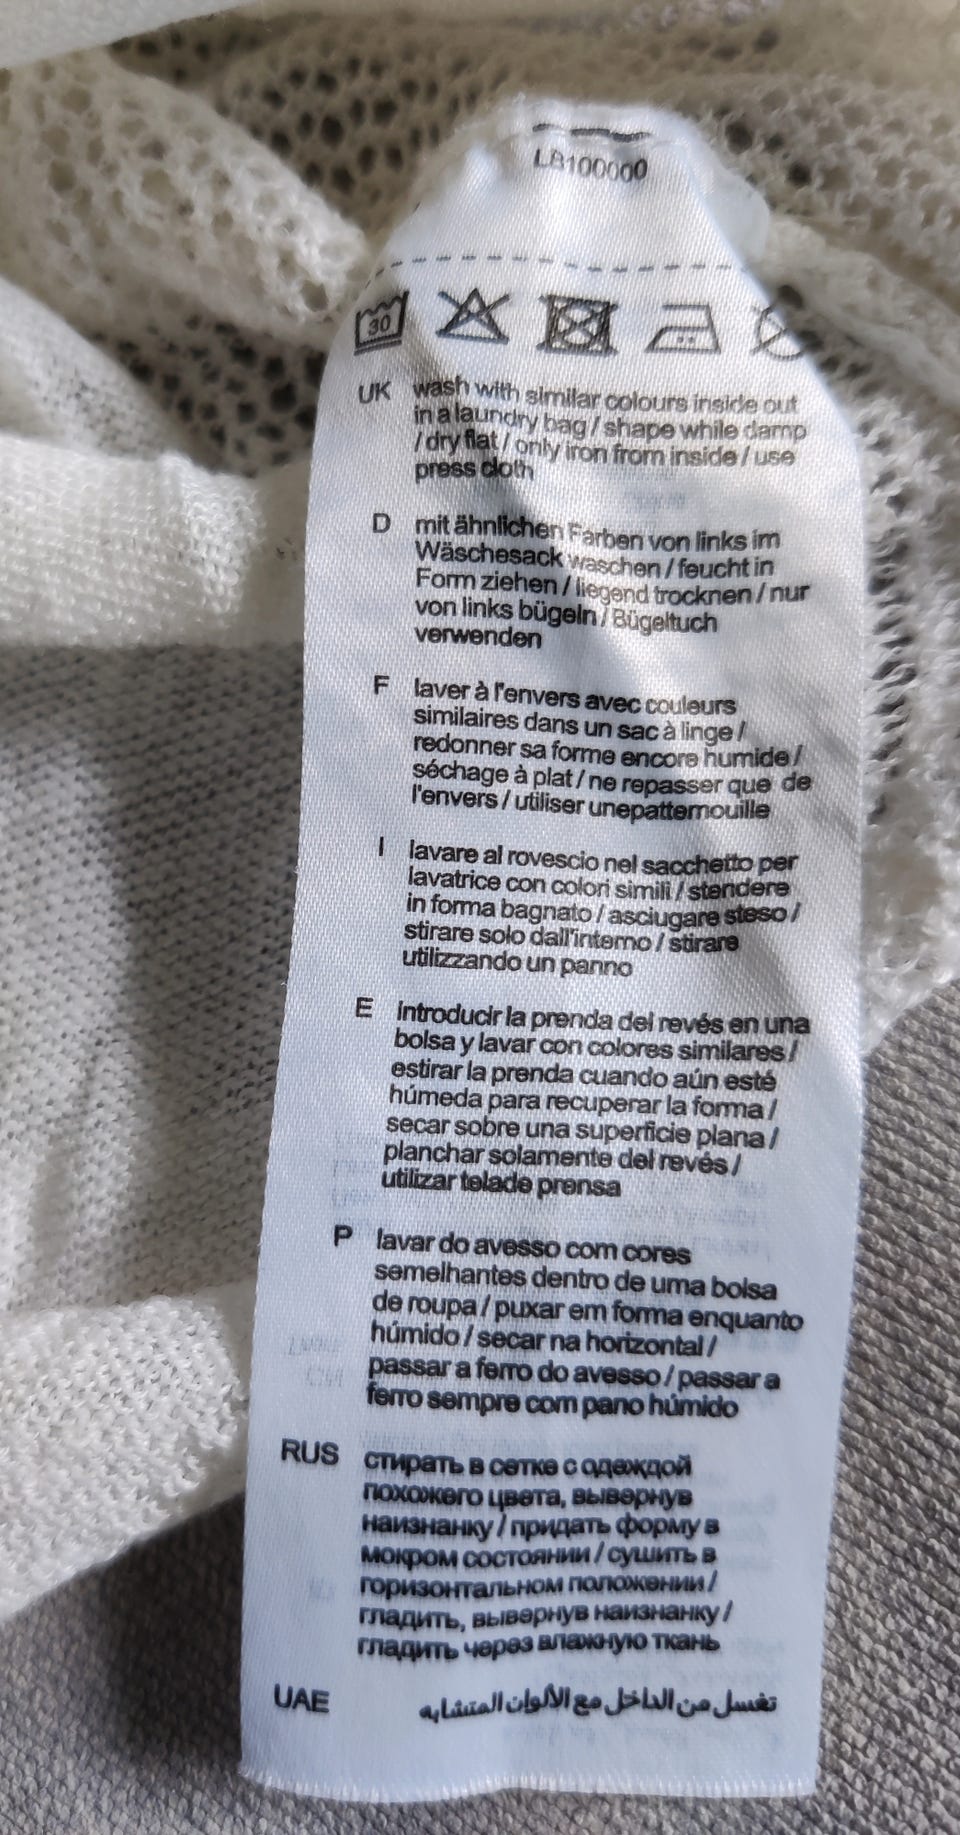 LA100000
30
UK wash with similar colours inside out
in a laundry bag / shape while damp
/ dry flat / only iron from inside / use
press cloth
D mit ähnlichen Farben von links im
Wäschesack waschen / feucht in
Form ziehen / liegend trocknen / nur
von links bügeln / Bügeltuch
verwenden
F laver à l'envers avec couleurs
similaires dans un sac à linge /
redonner sa forme encore humide /
séchage à plat / ne repasser que de
l'envers / utiliser unepattemouille
I lavare al rovescio nel sacchetto per
lavatrice con colori simili / stendere
in forma bagnato / asciugare steso /
stirare solo dall'interno / stirare
utilizzando un panno
E introducir la prenda del revés en una
bolsa y lavar con colores similares /
estirar la prenda cuando aún esté
húmeda para recuperar la forma /
secar sobre una superficie plana /
planchar solamente del revés /
utilizar telade prensa
P lavar do avesso com cores
semelhantes dentro de uma bolsa
de roupa / puxar em forma enquanto
húmido / secar na horizontal /
passar a ferro do avesso / passar a
ferro sempre com pano húmido
RUS стирать в сетке с одеждой
похожего цвета, вывернув
наизнанку / придать форму в
мокром состоянии / сушить в
горизонтальном положении /
гладить, вывернув наизнанку /
гладить через влажную ткань
UAE تغسل من الداخل مع الألوان المتشابه